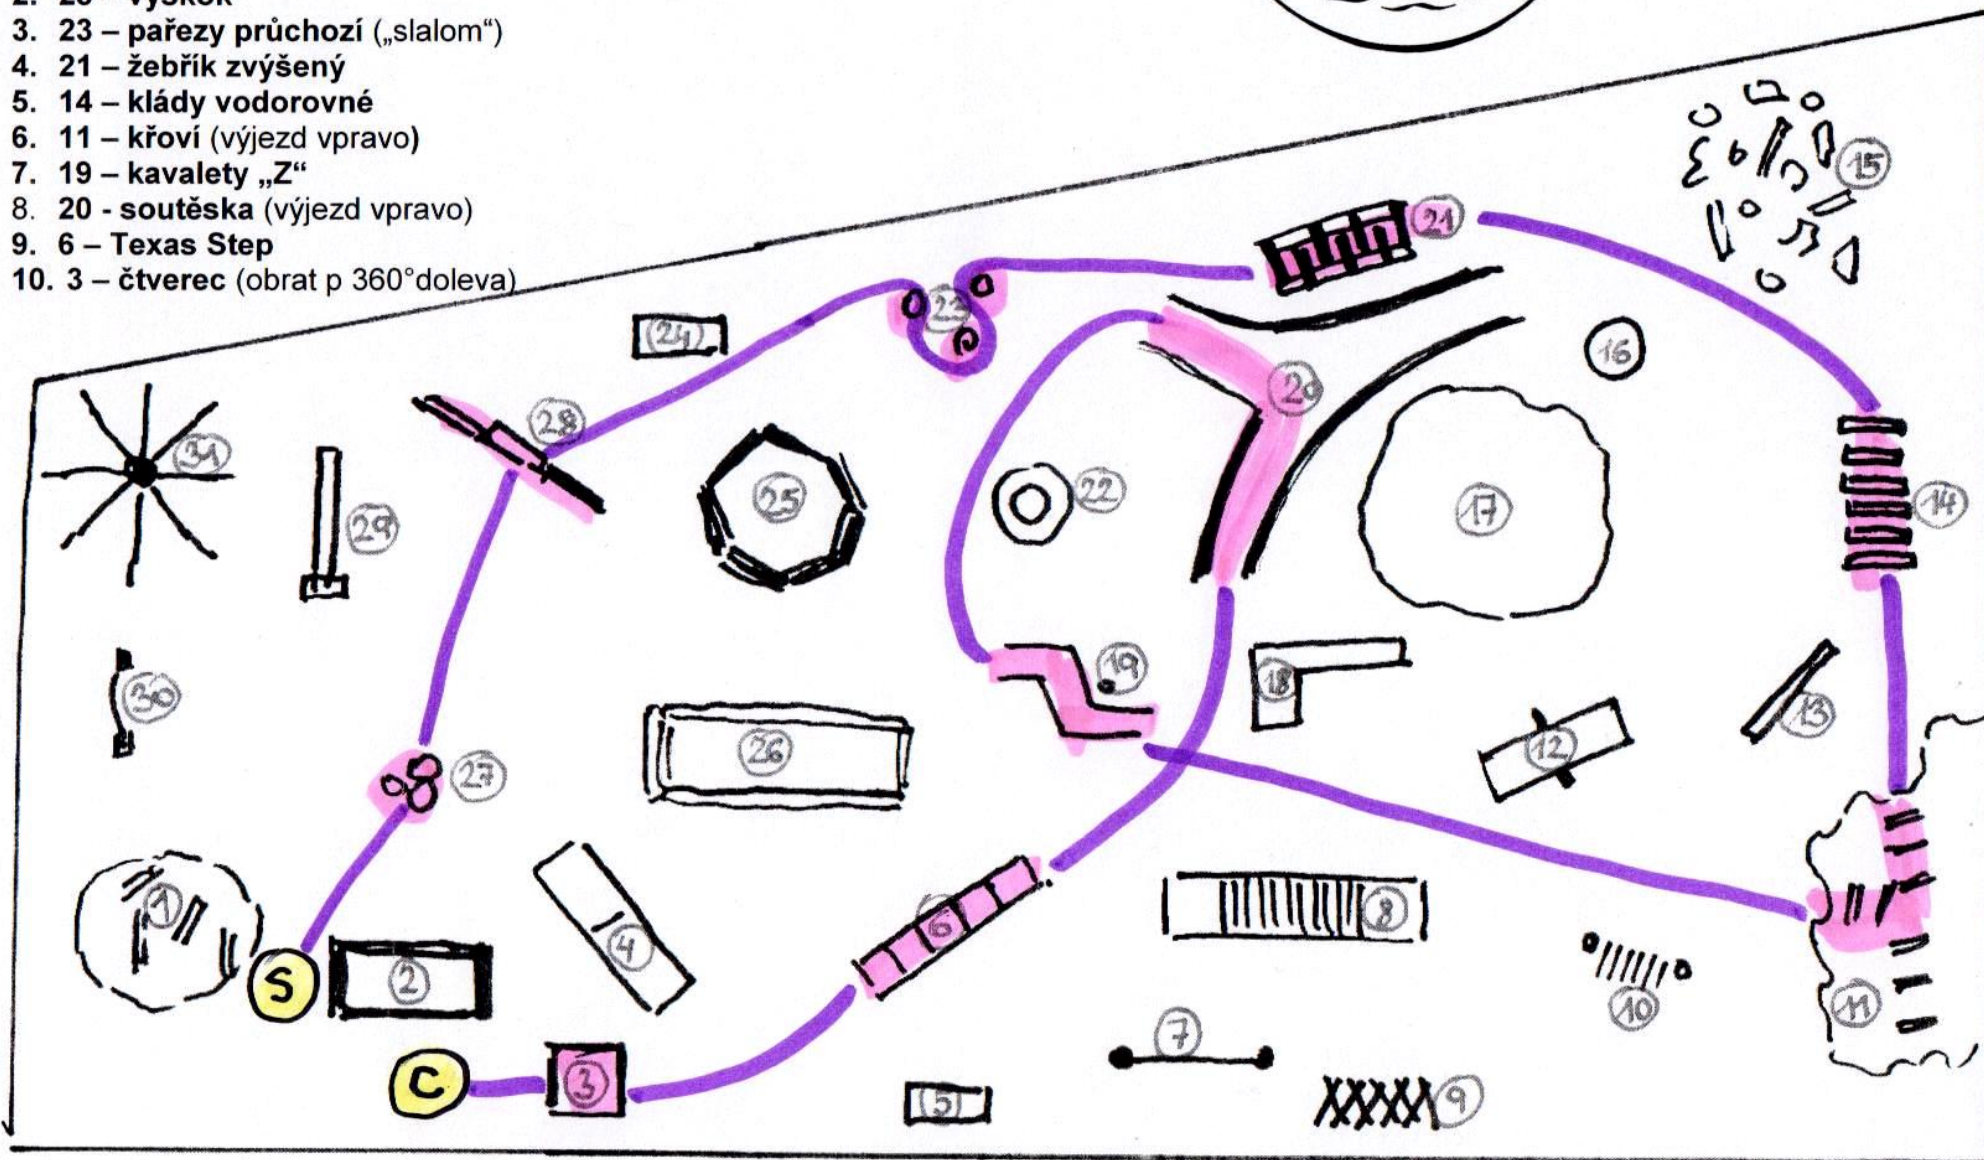 2. 28 – výskok
3. 23 – pařezy průchozí („slalom“)
4. 21 – žebřík zvýšený
5. 14 – klády vodorovné
6. 11 – křoví (výjezd vpravo)
7. 19 – kavalety „Z“
8. 20 - soutěska (výjezd vpravo)
9. 6 – Texas Step
10. 3 – čtverec (obrat p 360°doleva)
15
21
23
24
16
20
28
31
25
22
17
14
29
19
18
30
13
12
26
27
1
8
6
4
2
S
11
10
7
C
3
5
9